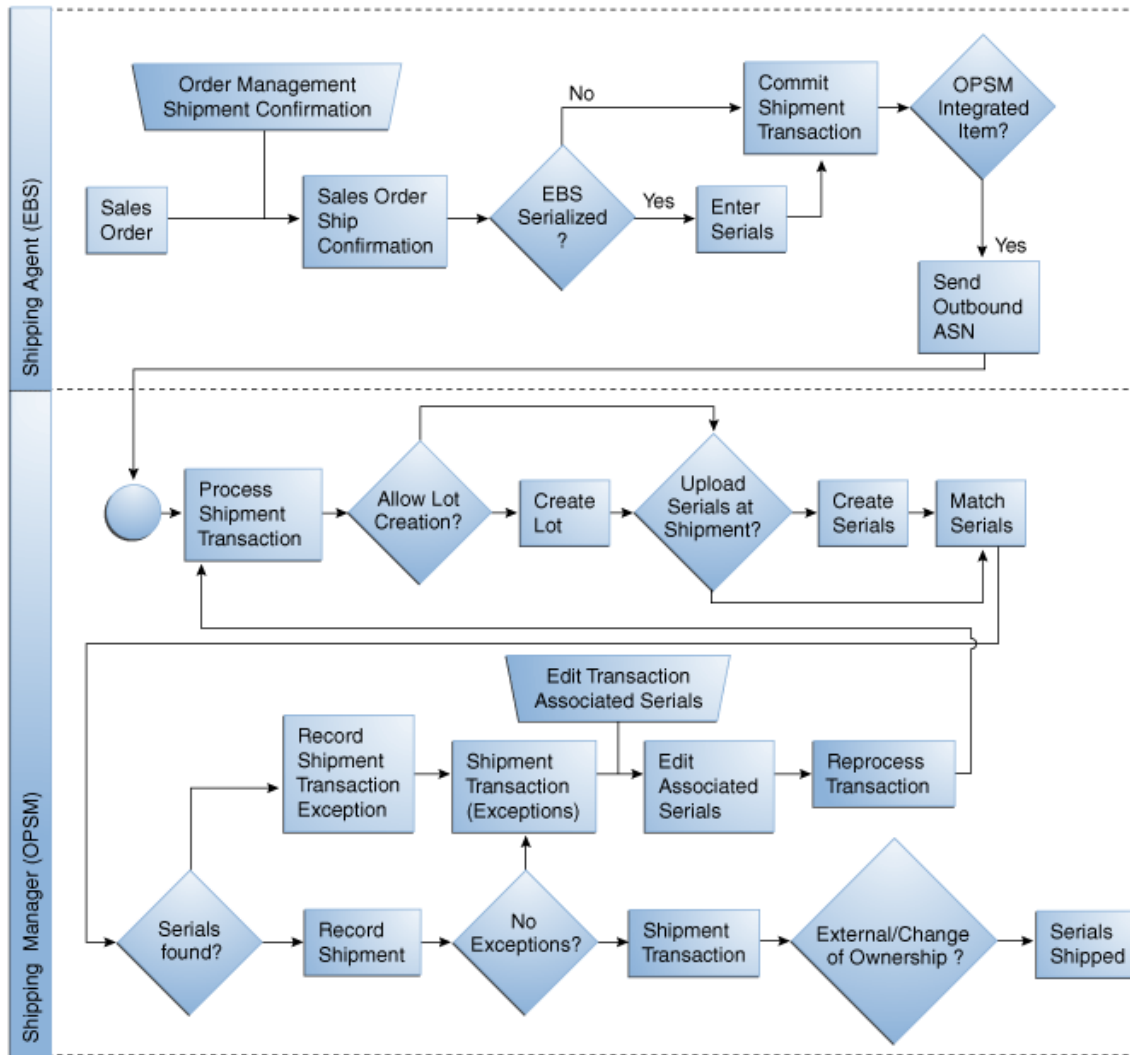 Shipping Agent (EBS)
Order Management
Shipment Confirmation
Sales
Order
Sales Order
Ship
Confirmation
EBS
Serialized
?
No
Yes
Enter
Serials
Commit
Shipment
Transaction
OPSM
Integrated
Item?
Yes
Send
Outbound
ASN
Shipping Manager (OPSM)
Process
Shipment
Transaction
Allow Lot
Creation?
Create
Lot
Upload
Serials at
Shipment?
Create
Serials
Match
Serials
Edit Transaction
Associated Serials
Record
Shipment
Transaction
Exception
Shipment
Transaction
(Exceptions)
Edit
Associated
Serials
Reprocess
Transaction
Serials
found?
Record
Shipment
No
Exceptions?
Shipment
Transaction
External/Change
of Ownership ?
Serials
Shipped